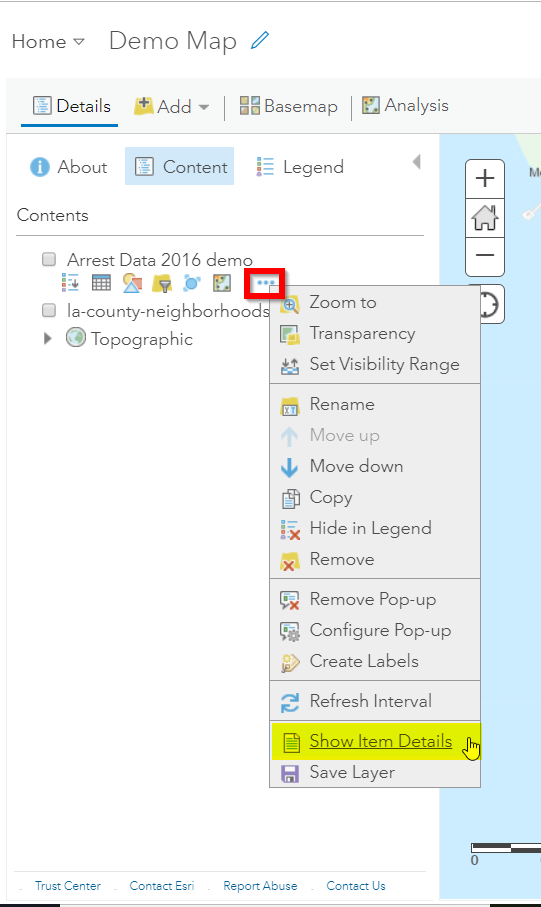 Home Demo Map
Details Add Basemap Analysis
About Content Legend
Contents
Arrest Data 2016 demo
la-county-neighborhoods
Topographic
Zoom to
Transparency
Set Visibility Range
Rename
Move up
Move down
Copy
Hide in Legend
Remove
Remove Pop-up
Configure Pop-up
Create Labels
Refresh Interval
Show Item Details
Save Layer
0
Trust Center Contact Esri Report Abuse Contact Us